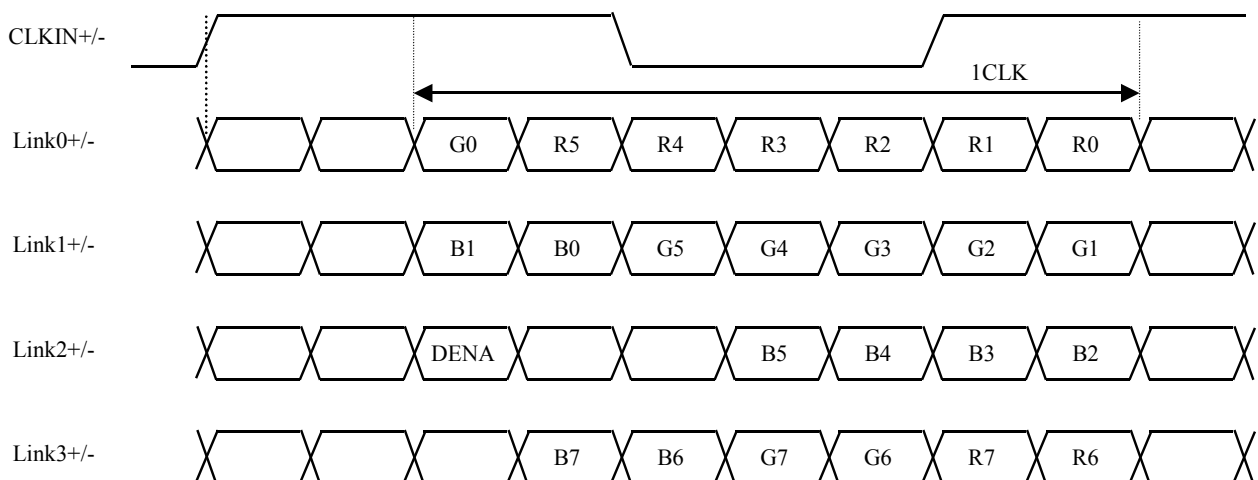 CLKIN+/-
1CLK
Link0+/- G0 R5 R4 R3 R2 R1 R0
Link1+/- B1 B0 G5 G4 G3 G2 G1
Link2+/- DENA B5 B4 B3 B2
Link3+/- B7 B6 G7 G6 R7 R6